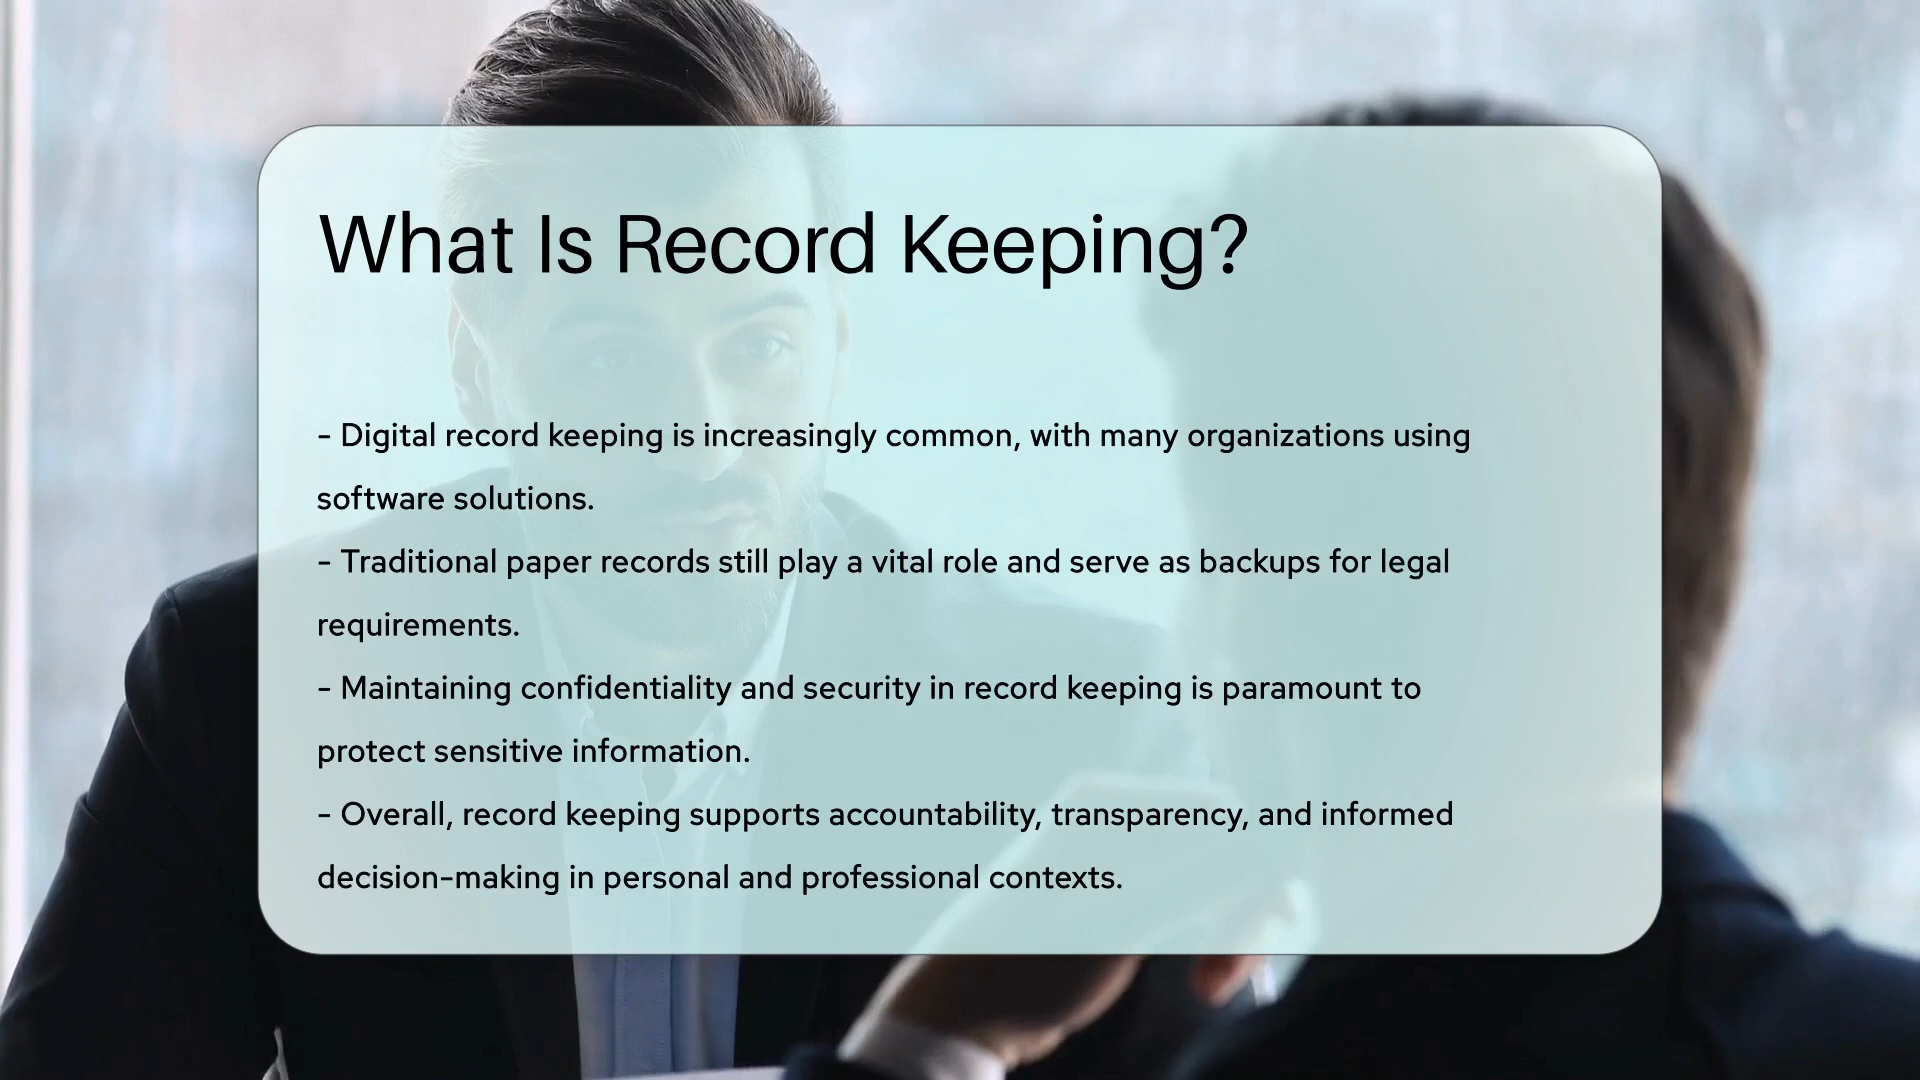 What Is Record Keeping?
- Digital record keeping is increasingly common, with many organizations using
software solutions.
- Traditional paper records still play a vital role and serve as backups for legal
requirements.
- Maintaining confidentiality and security in record keeping is paramount to
protect sensitive information.
- Overall, record keeping supports accountability, transparency, and informed
decision-making in personal and professional contexts.